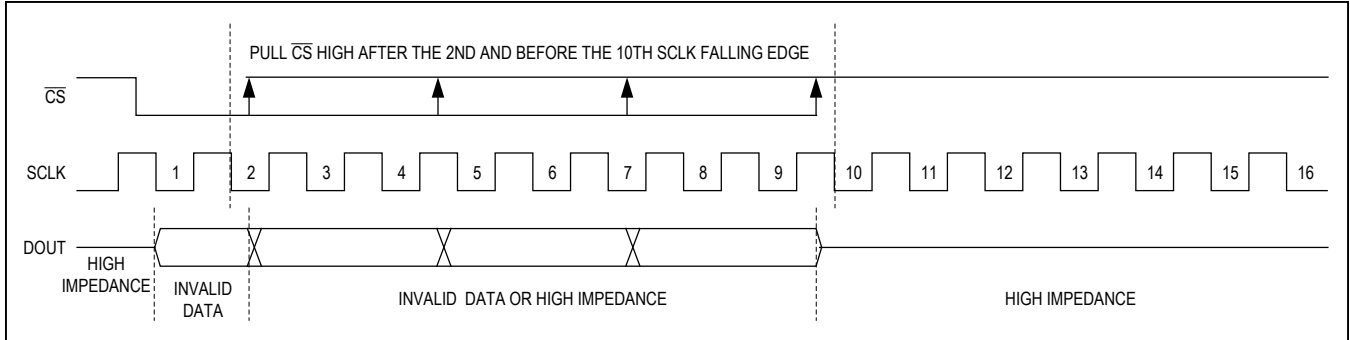 PULL CS HIGH AFTER THE 2ND AND BEFORE THE 10TH SCLK FALLING EDGE
CS
SCLK
1 2 3 4 5 6 7 8 9 10 11 12 13 14 15 16
DOUT
HIGH
IMPEDANCE
INVALID
DATA
INVALID DATA OR HIGH IMPEDANCE
HIGH IMPEDANCE